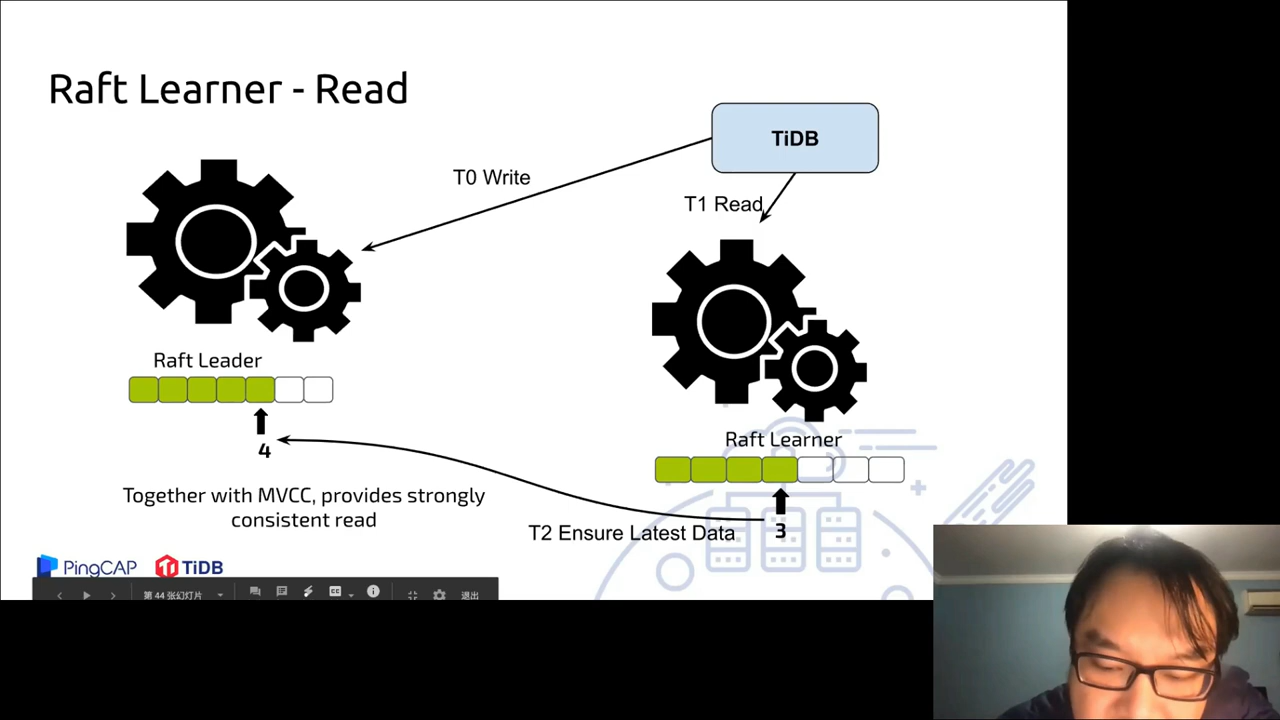 Raft Learner - Read
TiDB
T0 Write
T1 Read
Raft Leader
4
Raft Learner
3
T2 Ensure Latest Data
Together with MVCC, provides strongly
consistent read
PingCAP
TiDB
第 44 张幻灯片
退出